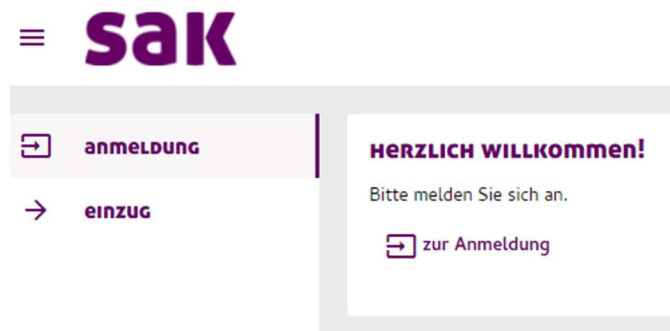 sak
anmeldung
Herzlich willkommen!
Bitte melden Sie sich an.
einzug
zur Anmeldung